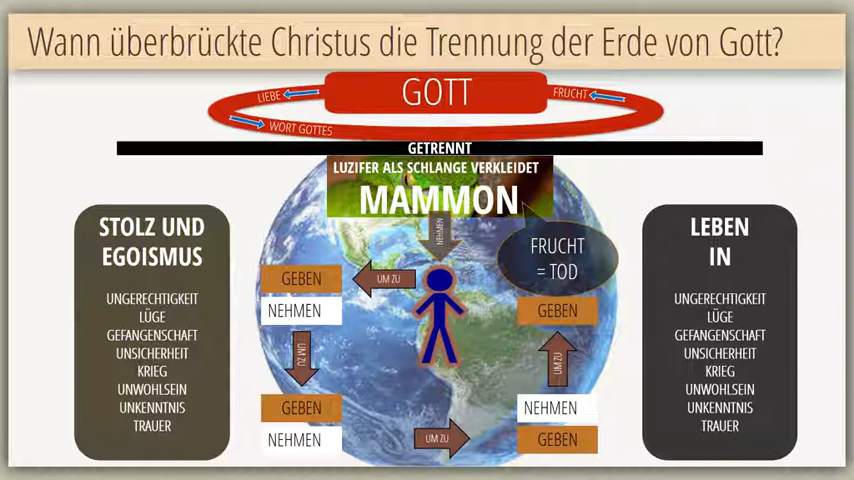 Wann überbrückte Christus die Trennung der Erde von Gott?
GOTT
LIEBE
FRUCHT
WORT GOTTES
GETRENNT
LUZIFER ALS SCHLANGE VERKLEIDET
MAMMON
NEHMEN
STOLZ UND
EGOISMUS
UNGERECHTIGKEIT
LÜGE
GEFANGENSCHAFT
UNSICHERHEIT
KRIEG
UNWOHLSEIN
UNKENNTNIS
TRAUER
GEBEN
NEHMEN
UM ZU
UM ZU
GEBEN
NEHMEN
UM ZU
FRUCHT
= TOD
GEBEN
UM ZU
NEHMEN
GEBEN
LEBEN
IN
UNGERECHTIGKEIT
LÜGE
GEFANGENSCHAFT
UNSICHERHEIT
KRIEG
UNWOHLSEIN
UNKENNTNIS
TRAUER